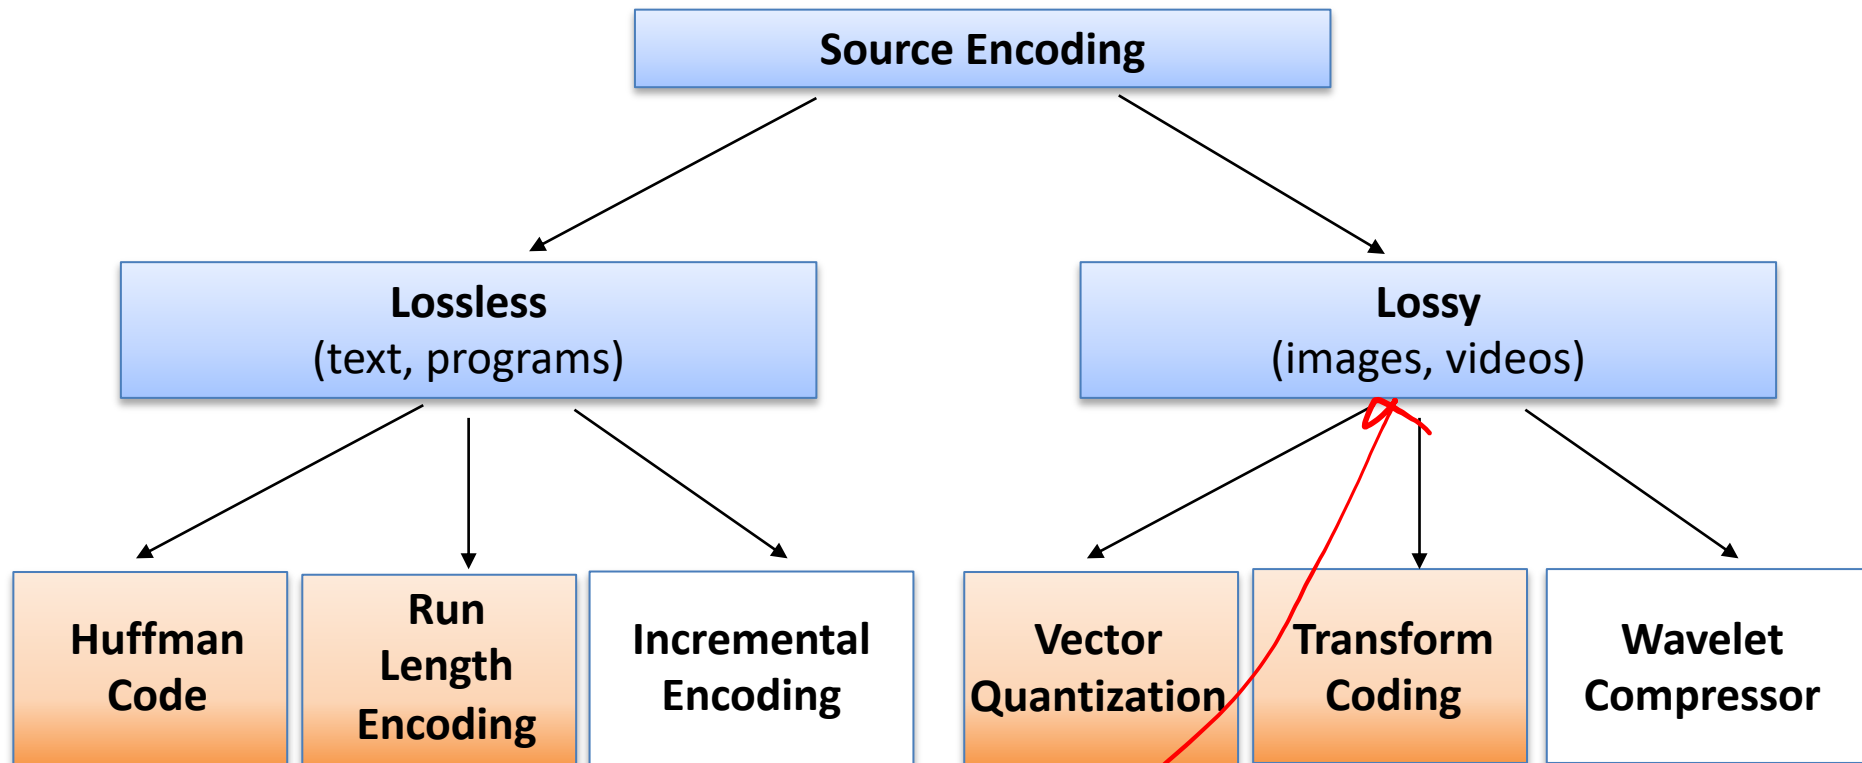 Source Encoding
Lossless
(text, programs)
Lossy
(images, videos)
Huffman
Code
Run
Length
Encoding
Incremental
Encoding
Vector
Quantization
Transform
Coding
Wavelet
Compressor